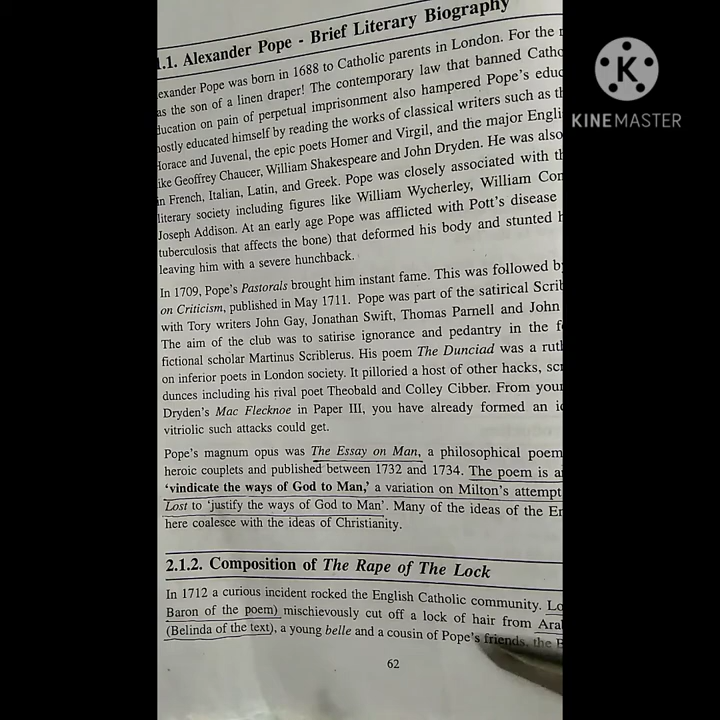 1.1. Alexander Pope - Brief Literary Biography
exander Pope was born in 1688 to Catholic parents in London. For the
as the son of a linen draper! The contemporary law that banned Catho
ducation on pain of perpetual imprisonment also hampered Pope's educ
ostly educated himself by reading the works of classical writers such as th
Horace and Juvenal, the epic poets Homer and Virgil, and the major Engli
ike Geoffrey Chaucer, William Shakespeare and John Dryden. He was also
in French, Italian, Latin, and Greek. Pope was closely associated with th
literary society including figures like William Wycherley, William Con
Joseph Addison. At an early age Pope was afflicted with Pott's disease
tuberculosis that affects the bone) that deformed his body and stunted h
leaving him with a severe hunchback.
In 1709, Pope's Pastorals brought him instant fame. This was followed by
on Criticism, published in May 1711. Pope was part of the satirical Scrib
with Tory writers John Gay, Jonathan Swift, Thomas Parnell and John
The aim of the club was to satirise ignorance and pedantry in the f
fictional scholar Martinus Scriblerus. His poem The Dunciad was a ruth
on inferior poets in London society. It pilloried a host of other hacks, scr
dunces including his rival poet Theobald and Colley Cibber. From your
Dryden's Mac Flecknoe in Paper III, you have already formed an id
vitriolic such attacks could get.
Pope's magnum opus was The Essay on Man, a philosophical poem
heroic couplets and published between 1732 and 1734. The poem is a
'vindicate the ways of God to Man,' a variation on Milton's attempt
Lost to 'justify the ways of God to Man'. Many of the ideas of the En
here coalesce with the ideas of Christianity.
2.1.2. Composition of The Rape of The Lock
In 1712 a curious incident rocked the English Catholic community. Lo
Baron of the poem) mischievously cut off a lock of hair from Arab
(Belinda of the text), a young belle and a cousin of Pope's friends, the
62
K
KINEMASTER